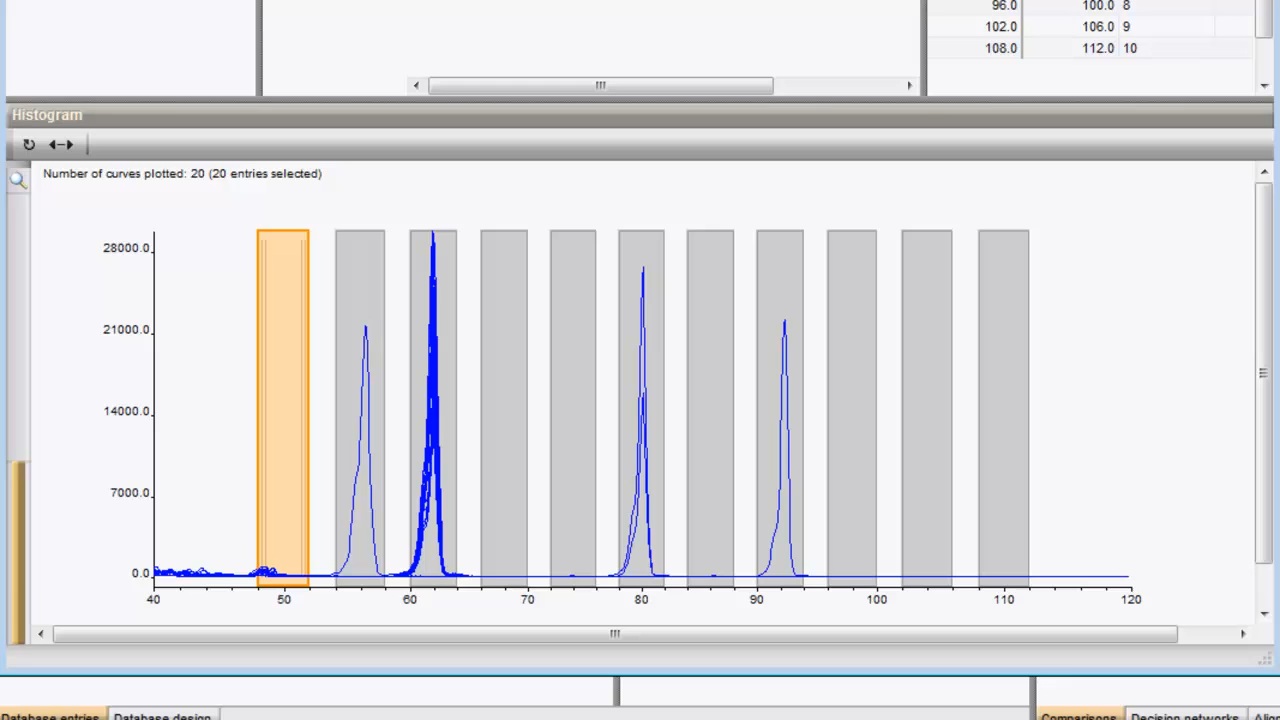 96.0 100.0 8
102.0 106.0 9
108.0 112.0 10
Histogram
Number of curves plotted: 20 (20 entries selected)
28000.0
21000.0
14000.0
7000.0
0.0
40 50 60 70 80 90 100 110 120
Database entries Database design Comparisons Decision networks